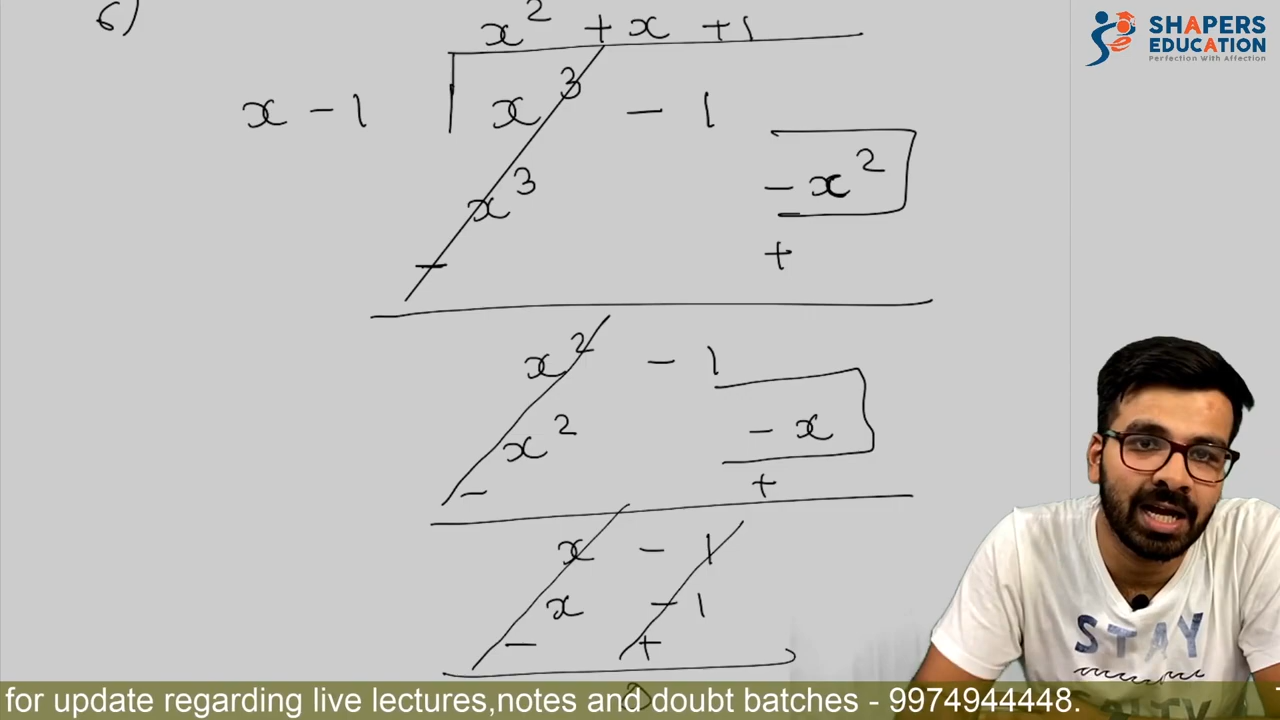 6)
x² + x + 1
x - 1 x³ - 1
x³ - x²
- +
x² - 1
x² - x
- +
x - 1
x - 1
- +
0
SHAPERS
EDUCATION
Perfection With Affection
STAY
for update regarding live lectures,notes and doubt batches - 9974944448.